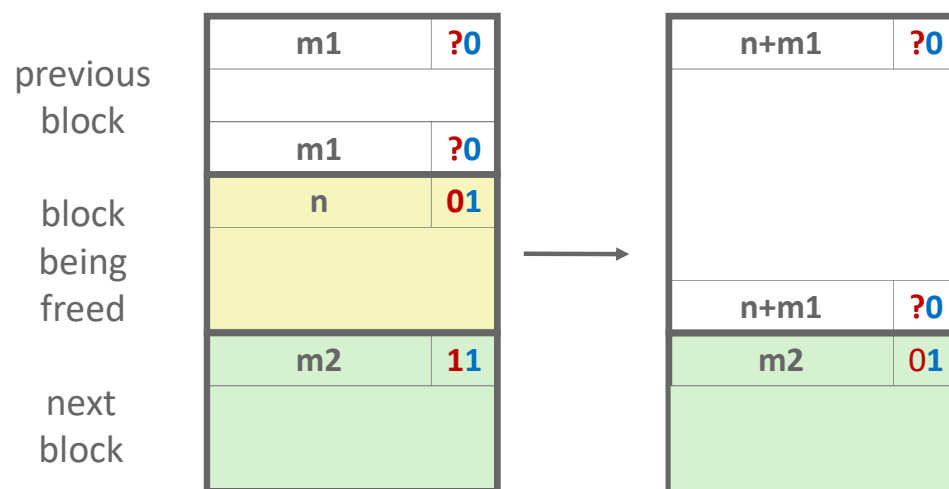 m1 ?0 n+m1 ?0
previous
block
m1 ?0
n 01
block
being
freed
n+m1 ?0
m2 11 m2 01
next
block